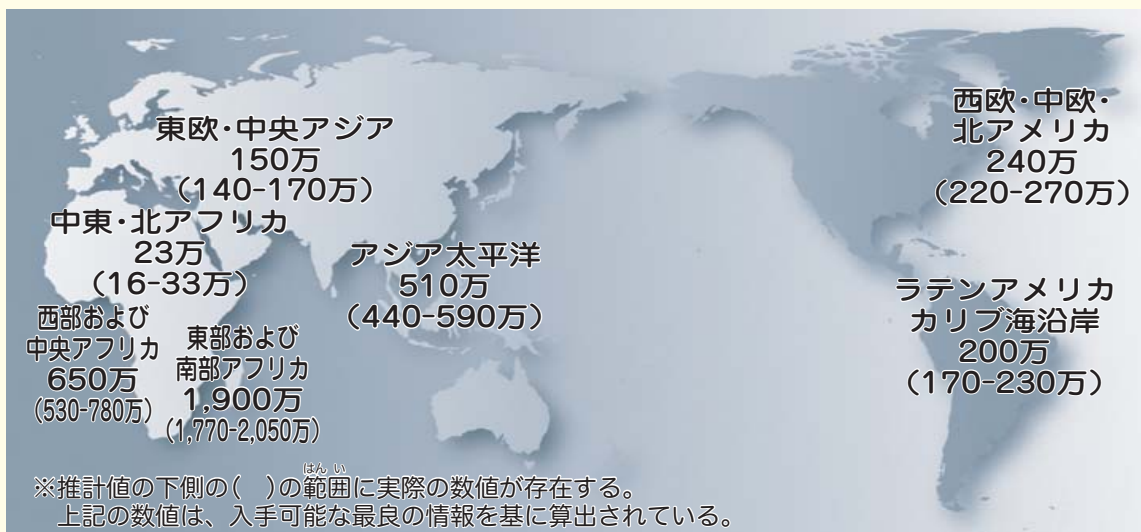 東欧・中央アジア
150万
(140-170万)
西欧・中欧・
北アメリカ
240万
(220-270万)
中東・北アフリカ
23万
(16-33万)
アジア太平洋
510万
(440-590万)
ラテンアメリカ
カリブ海沿岸
200万
(170-230万)
西部および
中央アフリカ
650万
(530-780万)
東部および
南部アフリカ
1,900万
(1,770-2,050万)
はんい
※推計値の下側の(　)の範囲に実際の数値が存在する。
上記の数値は、入手可能な最良の情報を基に算出されている。